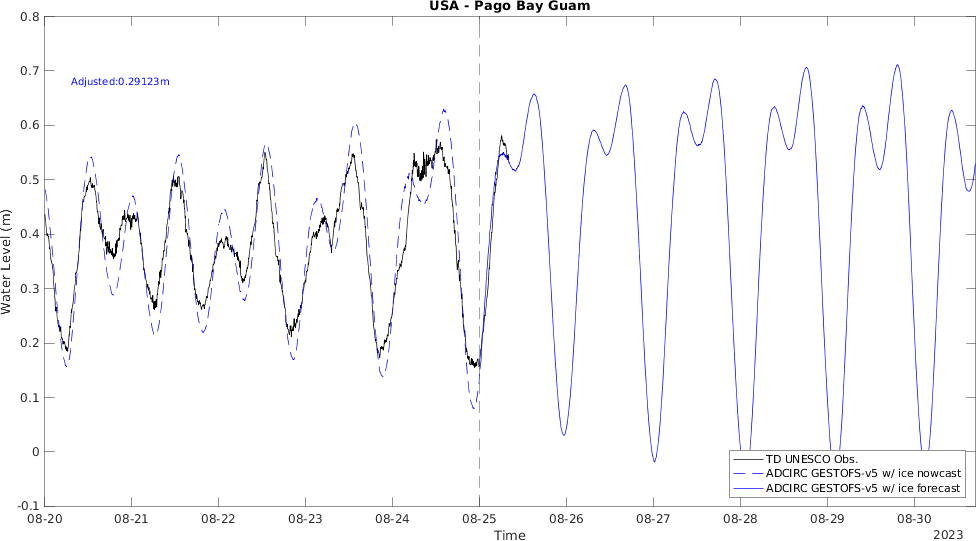 USA - Pago Bay Guam
0.8
0.7
0.6
0.5
0.4
0.3
0.2
0.1
0
-0.1
Water Level (m)
Adjusted:0.29123m
TD UNESCO Obs.
ADCIRC GESTOFS-v5 w/ ice nowcast
ADCIRC GESTOFS-v5 w/ ice forecast
08-20 08-21 08-22 08-23 08-24 08-25 08-26 08-27 08-28 08-29 08-30
Time
2023